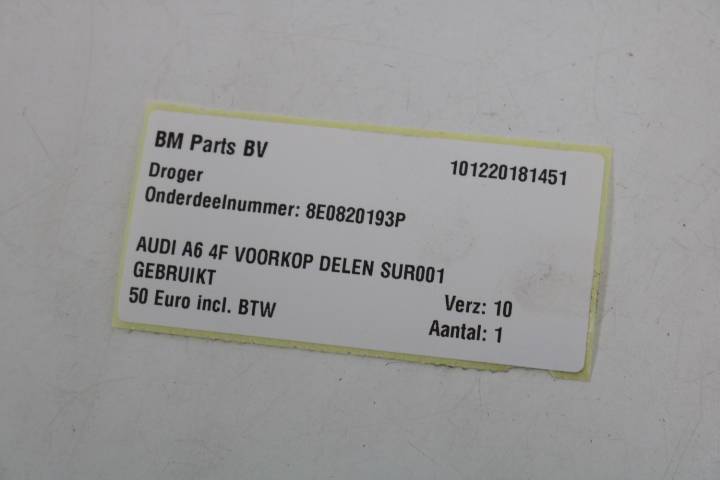 BM Parts BV 101220181451
Droger
Onderdeelnummer: 8E0820193P
AUDI A6 4F VOORKOP DELEN SUR001
GEBRUIKT Verz: 10
50 Euro incl. BTW Aantal: 1